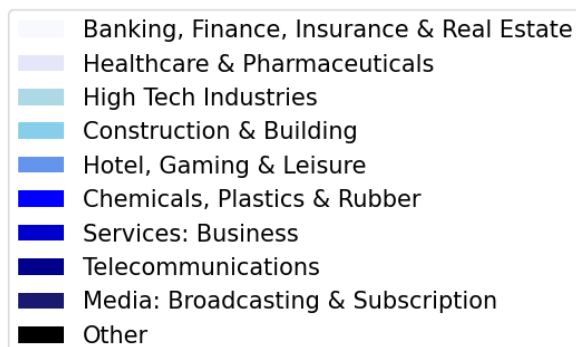 Banking, Finance, Insurance & Real Estate
Healthcare & Pharmaceuticals
High Tech Industries
Construction & Building
Hotel, Gaming & Leisure
Chemicals, Plastics & Rubber
Services: Business
Telecommunications
Media: Broadcasting & Subscription
Other